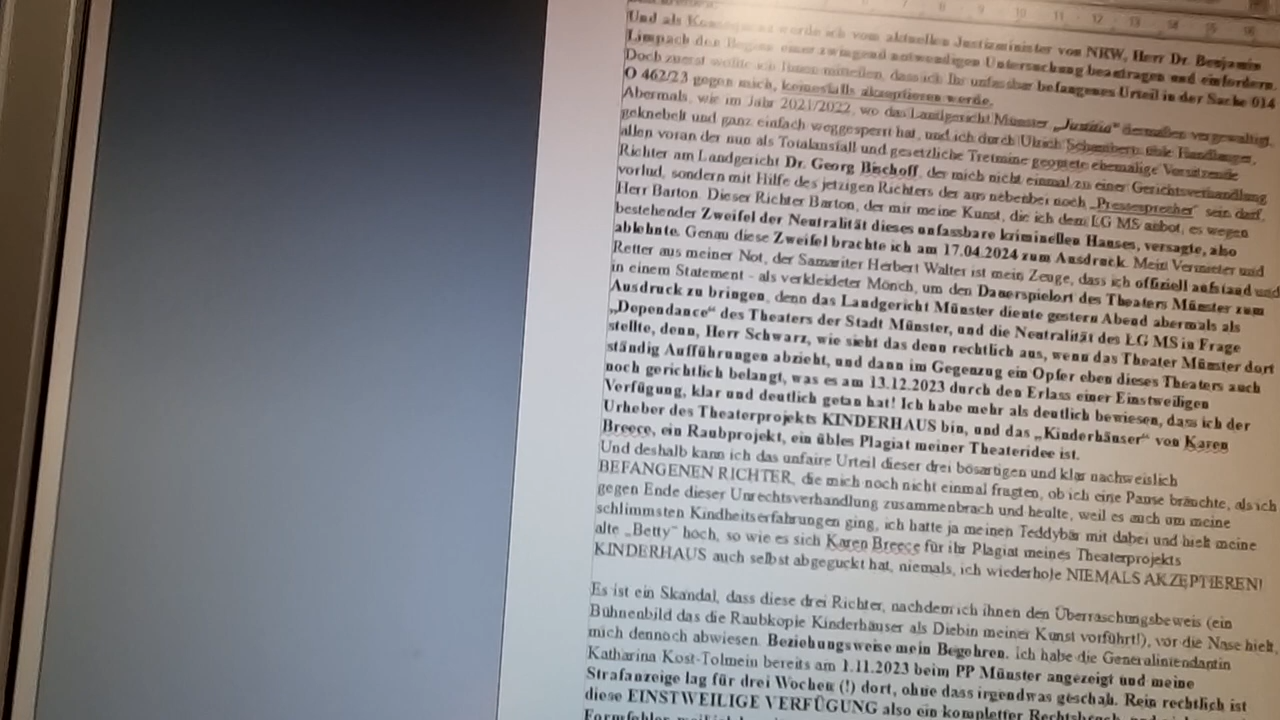 Und als Konsequenz werde ich vom aktuellen Justizminister von NRW, Herr Dr. Benjamin
Limpach den Beginn einer zwingend notwendigen Untersuchung beantragen und einfordern.
Doch zuerst wollte ich Ihnen mitteilen, dass ich Ihr unfassbar befangenes Urteil in der Sache 014
O 462/23 gegen mich, keinesfalls akzeptieren werde.
Abermals, wie im Jahr 2021/2022, wo das Landgericht Münster „Justitia“ dermaßen vergewaltigt,
geknebelt und ganz einfach weggesperrt hat, und ich durch Ulrich Schambers üble Handlanger,
allen voran der nun als Totalausfall und gesetzliche Tretmine geoutete ehemalige Vorsitzende
Richter am Landgericht Dr. Georg Bischoff, der mich nicht einmal zu einer Gerichtsverhandlung
vorlud, sondern mit Hilfe des jetzigen Richters der aus nebenbei noch „Pressesprecher“ sein darf,
Herr Barton. Dieser Richter Barton, der mir meine Kunst, die ich dem LG MS anbot, es wegen
bestehender Zweifel der Neutralität dieses unfassbare kriminellen Hauses, versagte, also
ablehnte. Genau diese Zweifel brachte ich am 17.04.2024 zum Ausdruck. Mein Vermieter und
Retter aus meiner Not, der Samariter Herbert Walter ist mein Zeuge, dass ich offiziell aufstand und
in einem Statement - als verkleideter Mönch, um den Dauerspielort des Theaters Münster zum
Ausdruck zu bringen, denn das Landgericht Münster diente gestern Abend abermals als
„Dependance“ des Theaters der Stadt Münster, und die Neutralität des LG MS in Frage
stellte, denn, Herr Schwarz, wie sieht das denn rechtlich aus, wenn das Theater Münster dort
ständig Aufführungen abzieht, und dann im Gegenzug ein Opfer eben dieses Theaters auch
noch gerichtlich belangt, was es am 13.12.2023 durch den Erlass einer Einstweiligen
Verfügung, klar und deutlich getan hat! Ich habe mehr als deutlich bewiesen, dass ich der
Urheber des Theaterprojekts KINDERHAUS bin, und das „Kinderhäuser“ von Karen
Breece, ein Raubprojekt, ein übles Plagiat meiner Theateridee ist.
Und deshalb kann ich das unfaire Urteil dieser drei bösartigen und klar nachweislich
BEFANGENEN RICHTER, die mich noch nicht einmal fragten, ob ich eine Pause bräuchte, als ich
gegen Ende dieser Unrechtsverhandlung zusammenbrach und heulte, weil es auch um meine
schlimmsten Kindheitserfahrungen ging, ich hatte ja meinen Teddybär mit dabei und hielt meine
alte „Betty“ hoch, so wie es sich Karen Breece für ihr Plagiat meines Theaterprojekts
KINDERHAUS auch selbst abgeguckt hat, niemals, ich wiederhole NIEMALS AKZEPTIEREN!
Es ist ein Skandal, dass diese drei Richter, nachdem ich ihnen den Überraschungsbeweis (ein
Bühnenbild das die Raubkopie Kinderhäuser als Diebin meiner Kunst vorführt!), vor die Nase hielt,
mich dennoch abwiesen. Beziehungsweise mein Begehren. ich habe die Generaliniendantin
Katharina Kost-Tolmein bereits am 1.11.2023 beim PP Münster angezeigt und meine
Strafanzeige lag für drei Wochen (!) dort, ohne dass irgendwas geschah. Rein rechtlich ist
diese EINSTWEILIGE VERFÜGUNG also ein kompletter